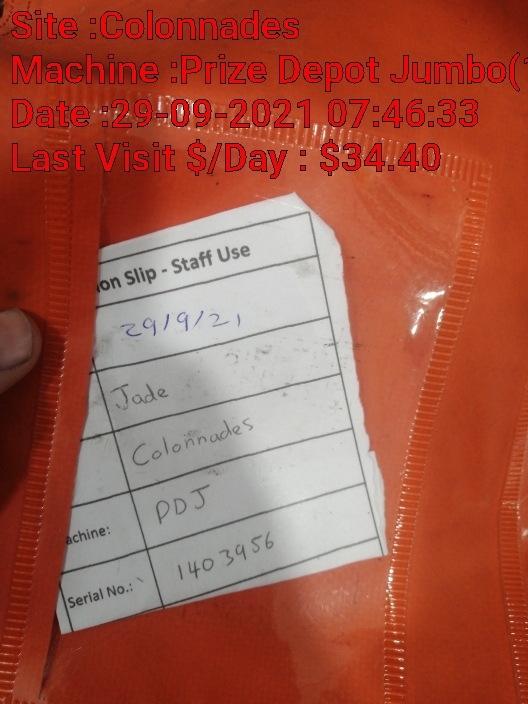 Site :Colonnades
Machine :Prize Depot Jumbo(
Date :29-09-2021 07:46:33
Last Visit $/Day : $34.40
ion Slip - Staff Use
29/9/21
Jade
Colonnades
achine: PDJ
Serial No.: 1403956